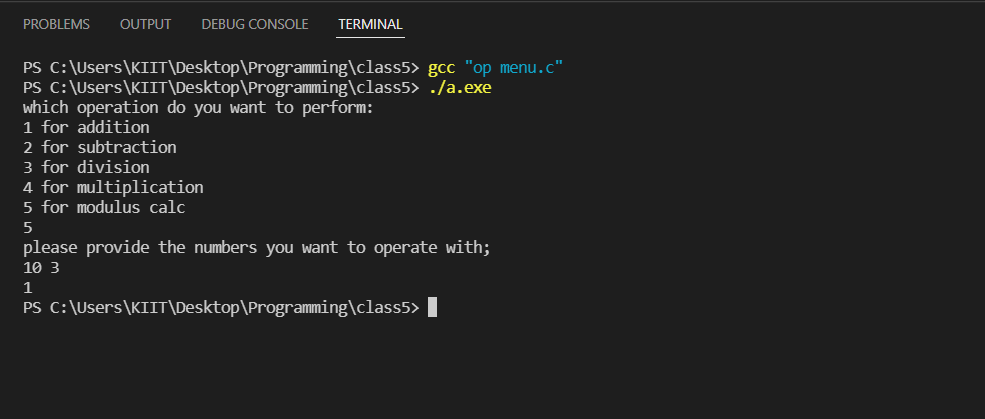 PROBLEMS OUTPUT DEBUG CONSOLE TERMINAL
PS C:\Users\KIIT\Desktop\Programming\class5> gcc "op menu.c"
PS C:\Users\KIIT\Desktop\Programming\class5> ./a.exe
which operation do you want to perform:
1 for addition
2 for subtraction
3 for division
4 for multiplication
5 for modulus calc
5
please provide the numbers you want to operate with;
10 3
1
PS C:\Users\KIIT\Desktop\Programming\class5>